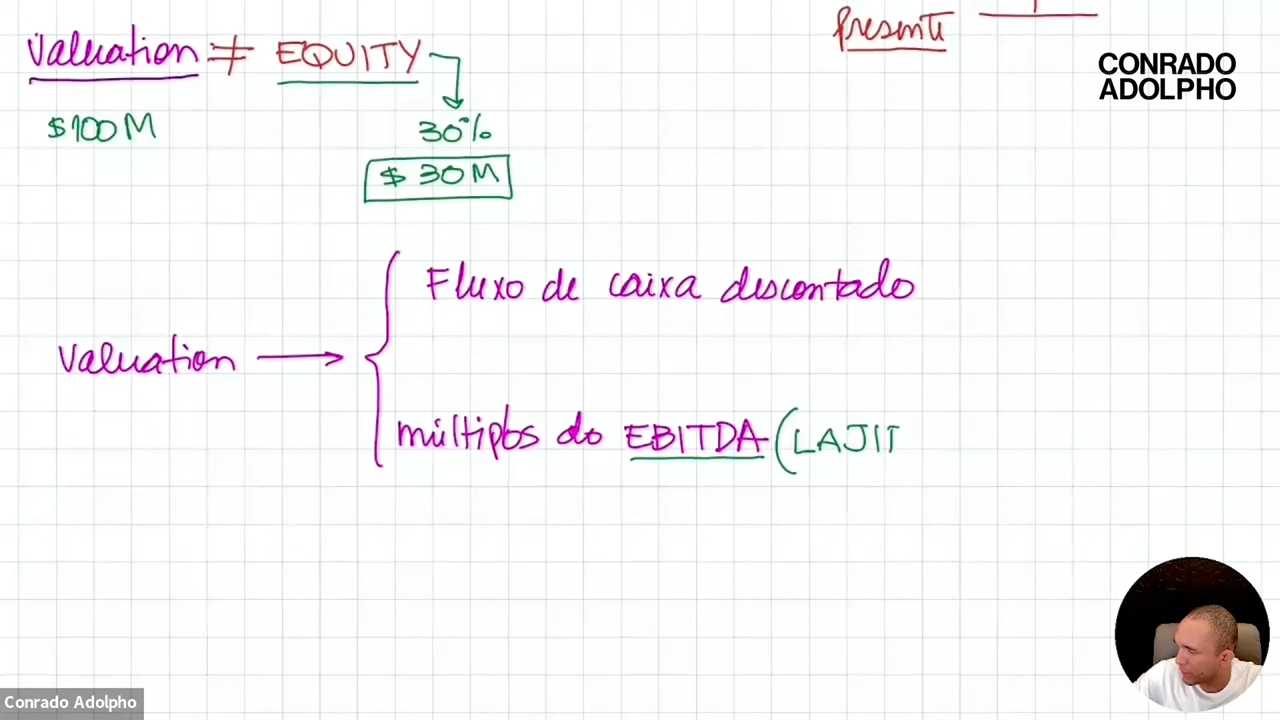 Presente
Valuation ≠ EQUITY
CONRADO
ADOLPHO
$100M
30%
$ 30M
Fluxo de caixa descontado
Valuation →
múltiplos do EBITDA (LAJIT
Conrado Adolpho